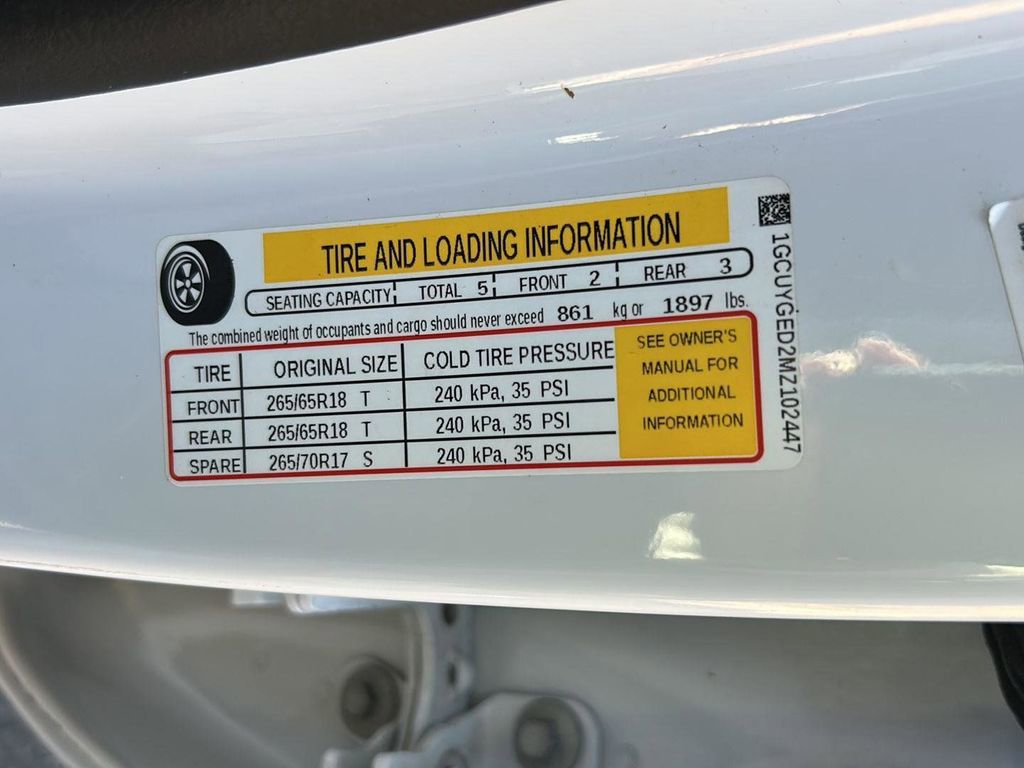 TIRE AND LOADING INFORMATION
SEATING CAPACITY TOTAL 5 FRONT 2 REAR 3
The combined weight of occupants and cargo should never exceed 861 kg or 1897 lbs.
TIRE ORIGINAL SIZE COLD TIRE PRESSURE
FRONT 265/65R18 T 240 kPa, 35 PSI
REAR 265/65R18 T 240 kPa, 35 PSI
SPARE 265/70R17 S 240 kPa, 35 PSI
SEE OWNER'S
MANUAL FOR
ADDITIONAL
INFORMATION
1GCUYGED2MZ102447